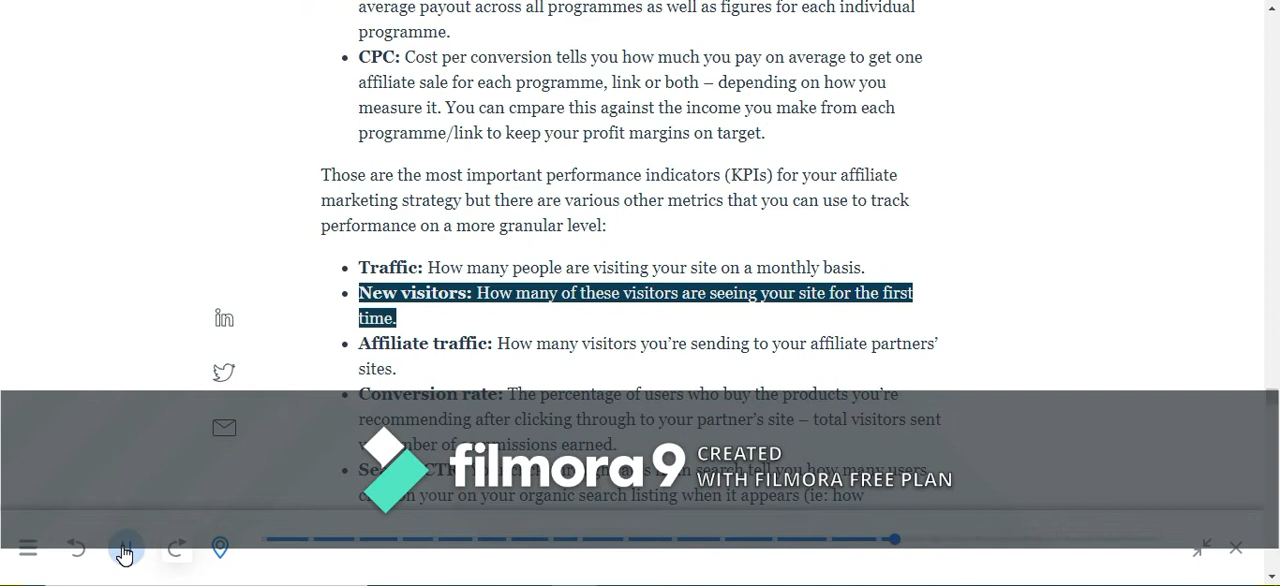 average payout across all programmes as well as figures for each individual
programme.
• CPC: Cost per conversion tells you how much you pay on average to get one
affiliate sale for each programme, link or both – depending on how you
measure it. You can cmpare this against the income you make from each
programme/link to keep your profit margins on target.
Those are the most important performance indicators (KPIs) for your affiliate
marketing strategy but there are various other metrics that you can use to track
performance on a more granular level:
• Traffic: How many people are visiting your site on a monthly basis.
• New visitors: How many of these visitors are seeing your site for the first
time.
• Affiliate traffic: How many visitors you’re sending to your affiliate partners’
sites.
• Conversion rate: The percentage of users who buy the products you’re
recommending after clicking through to your partner’s site – total visitors sent
of commissions earned.
search tell you how many users
your on your organic search listing when it appears (ie: how
filmora9 CREATED
WITH FILMORA FREE PLAN